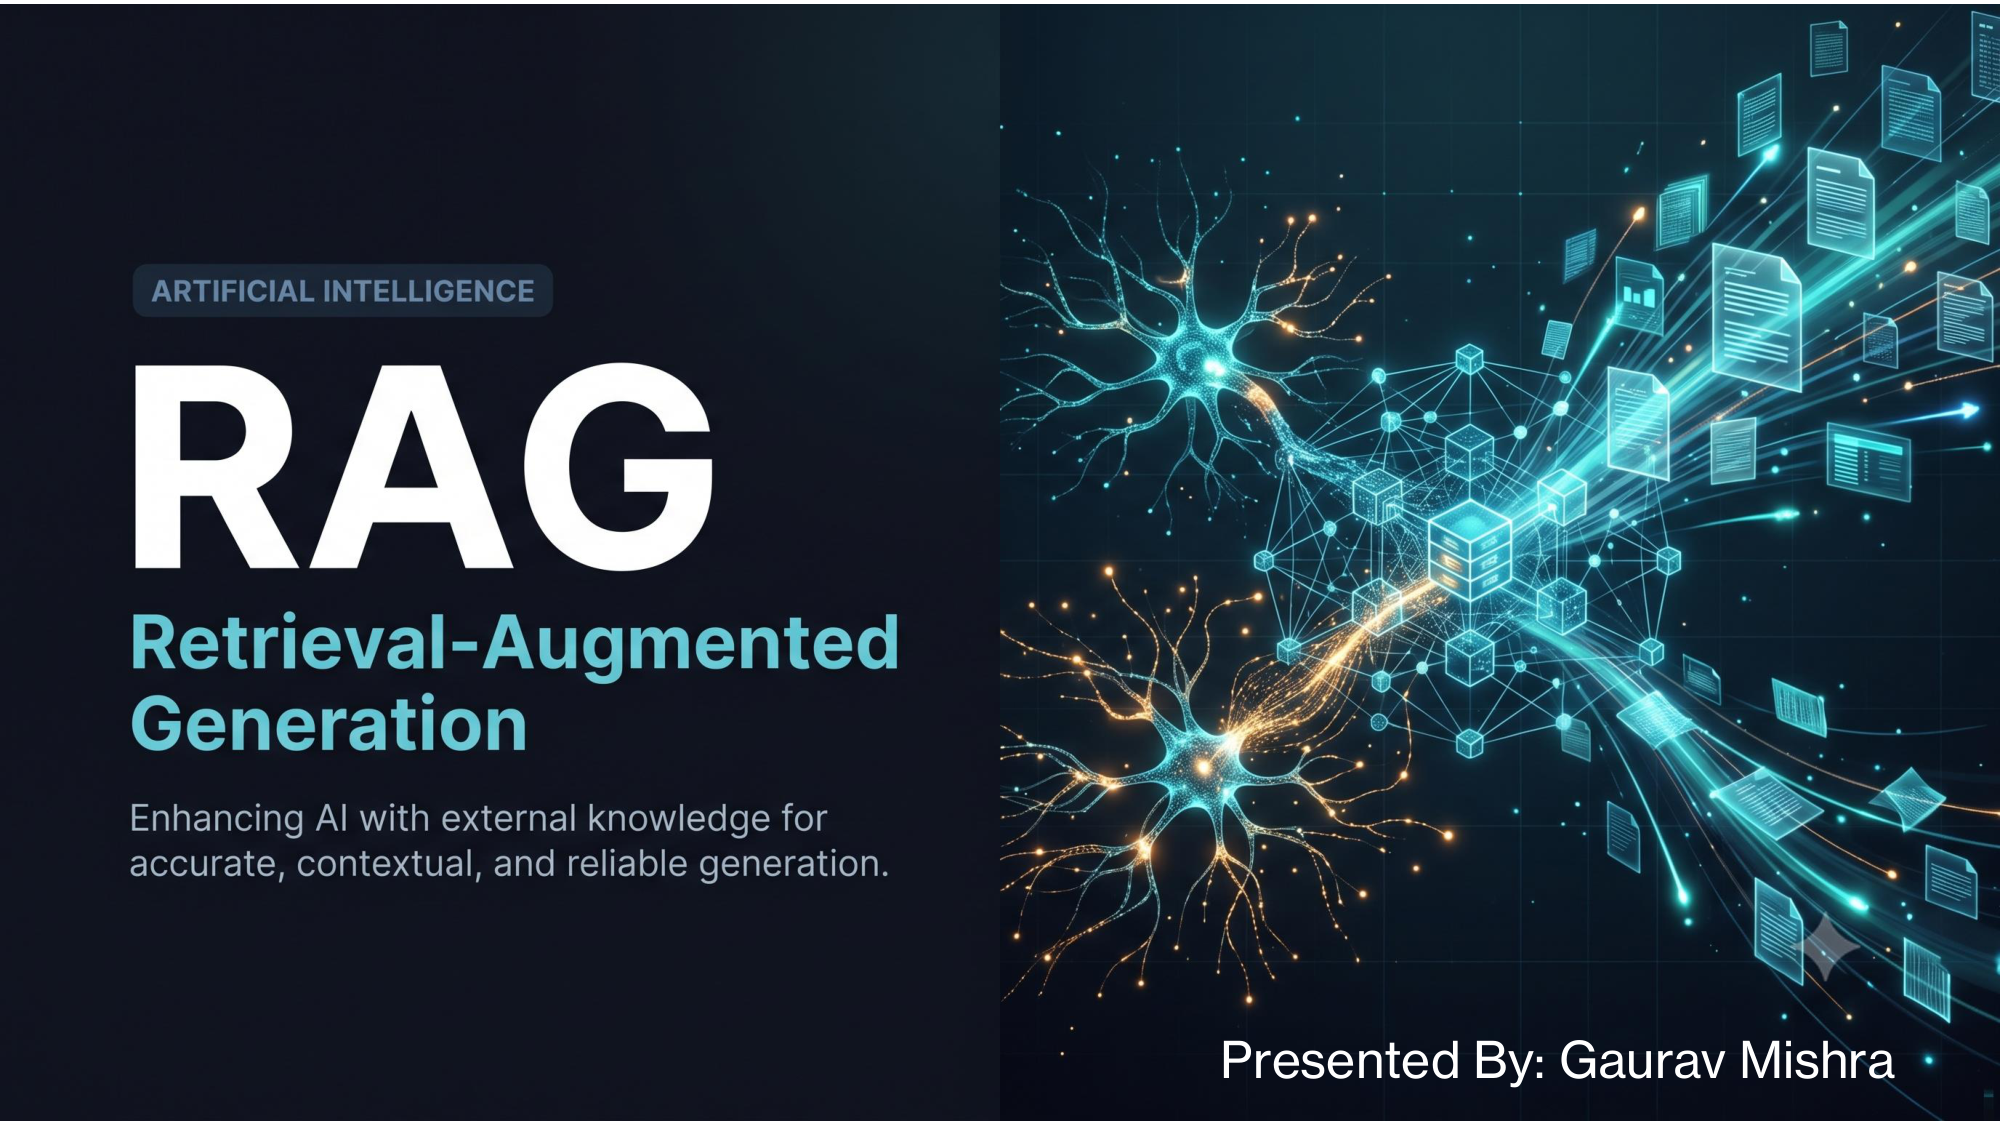 ARTIFICIAL INTELLIGENCE
RAG
Retrieval-Augmented
Generation
Enhancing AI with external knowledge for
accurate, contextual, and reliable generation.
Presented By: Gaurav Mishra